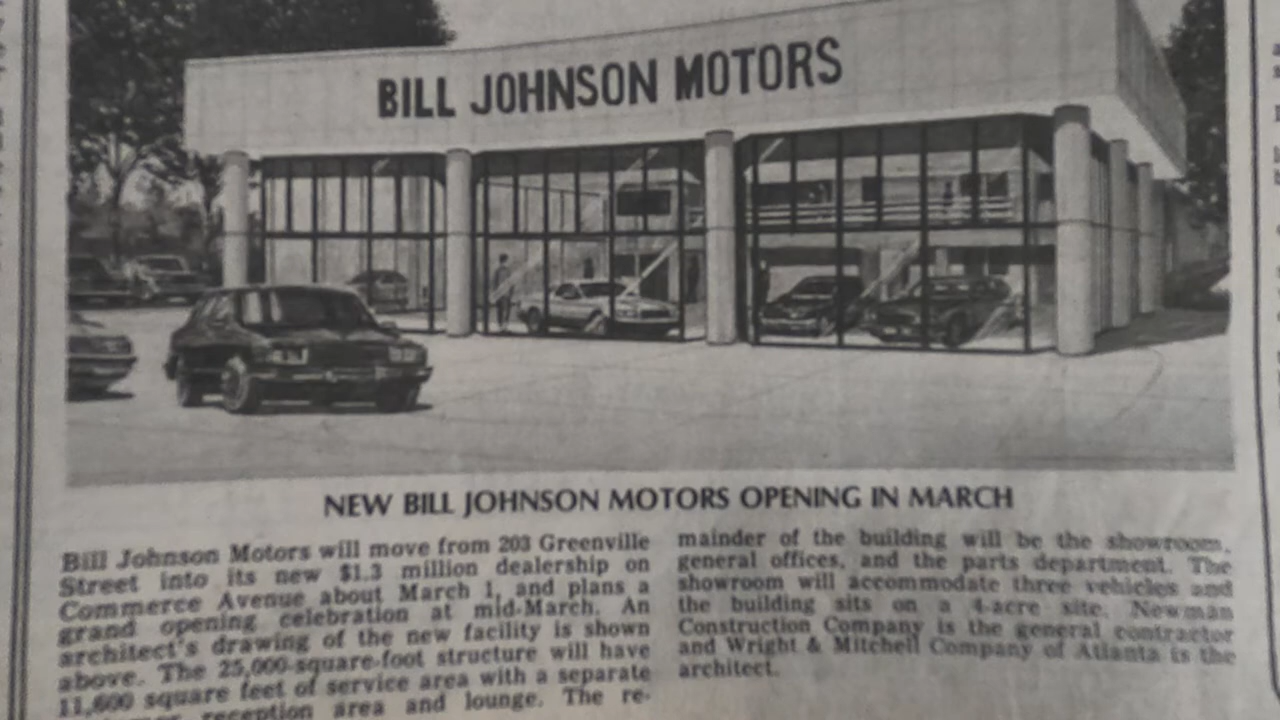 BILL JOHNSON MOTORS
NEW BILL JOHNSON MOTORS OPENING IN MARCH
Bill Johnson Motors will move from 203 Greenville
Street into its new $1.3 million dealership on
Commerce Avenue about March 1, and plans a
grand opening celebration at mid-March. An
architect's drawing of the new facility is shown
above. The 25,000-square-foot structure will have
11,600 square feet of service area with a separate
reception area and lounge. The re-
mainder of the building will be the showroom,
general offices, and the parts department. The
showroom will accommodate three vehicles and
the building sits on a 4-acre site. Newman
Construction Company is the general contractor
and Wright & Mitchell Company of Atlanta is the
architect.